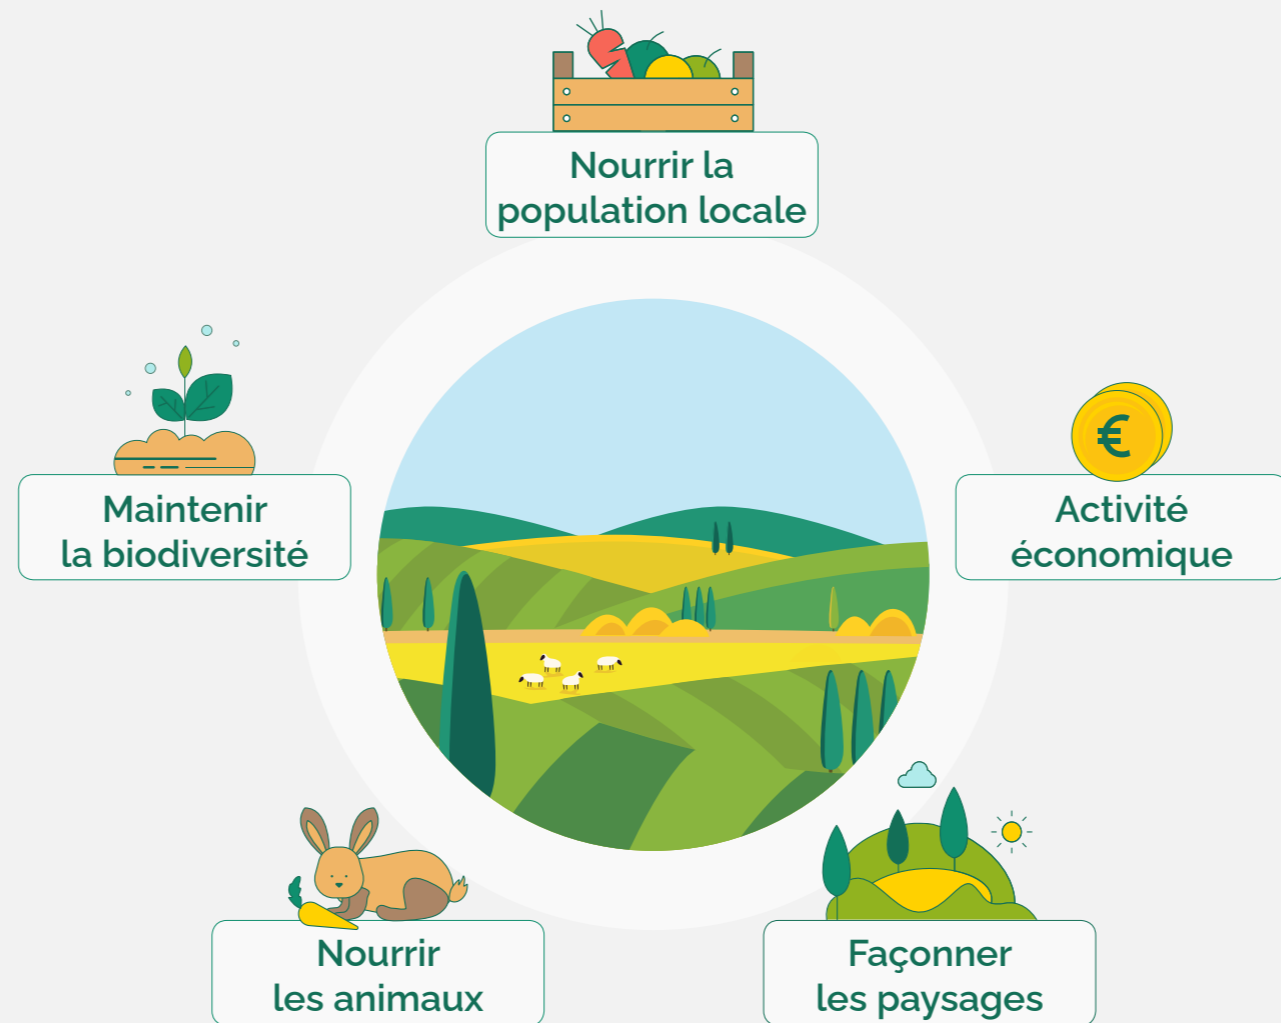 Nourrir la
population locale
Maintenir
la biodiversité
€
Activité
économique
Nourrir
les animaux
Façonner
les paysages